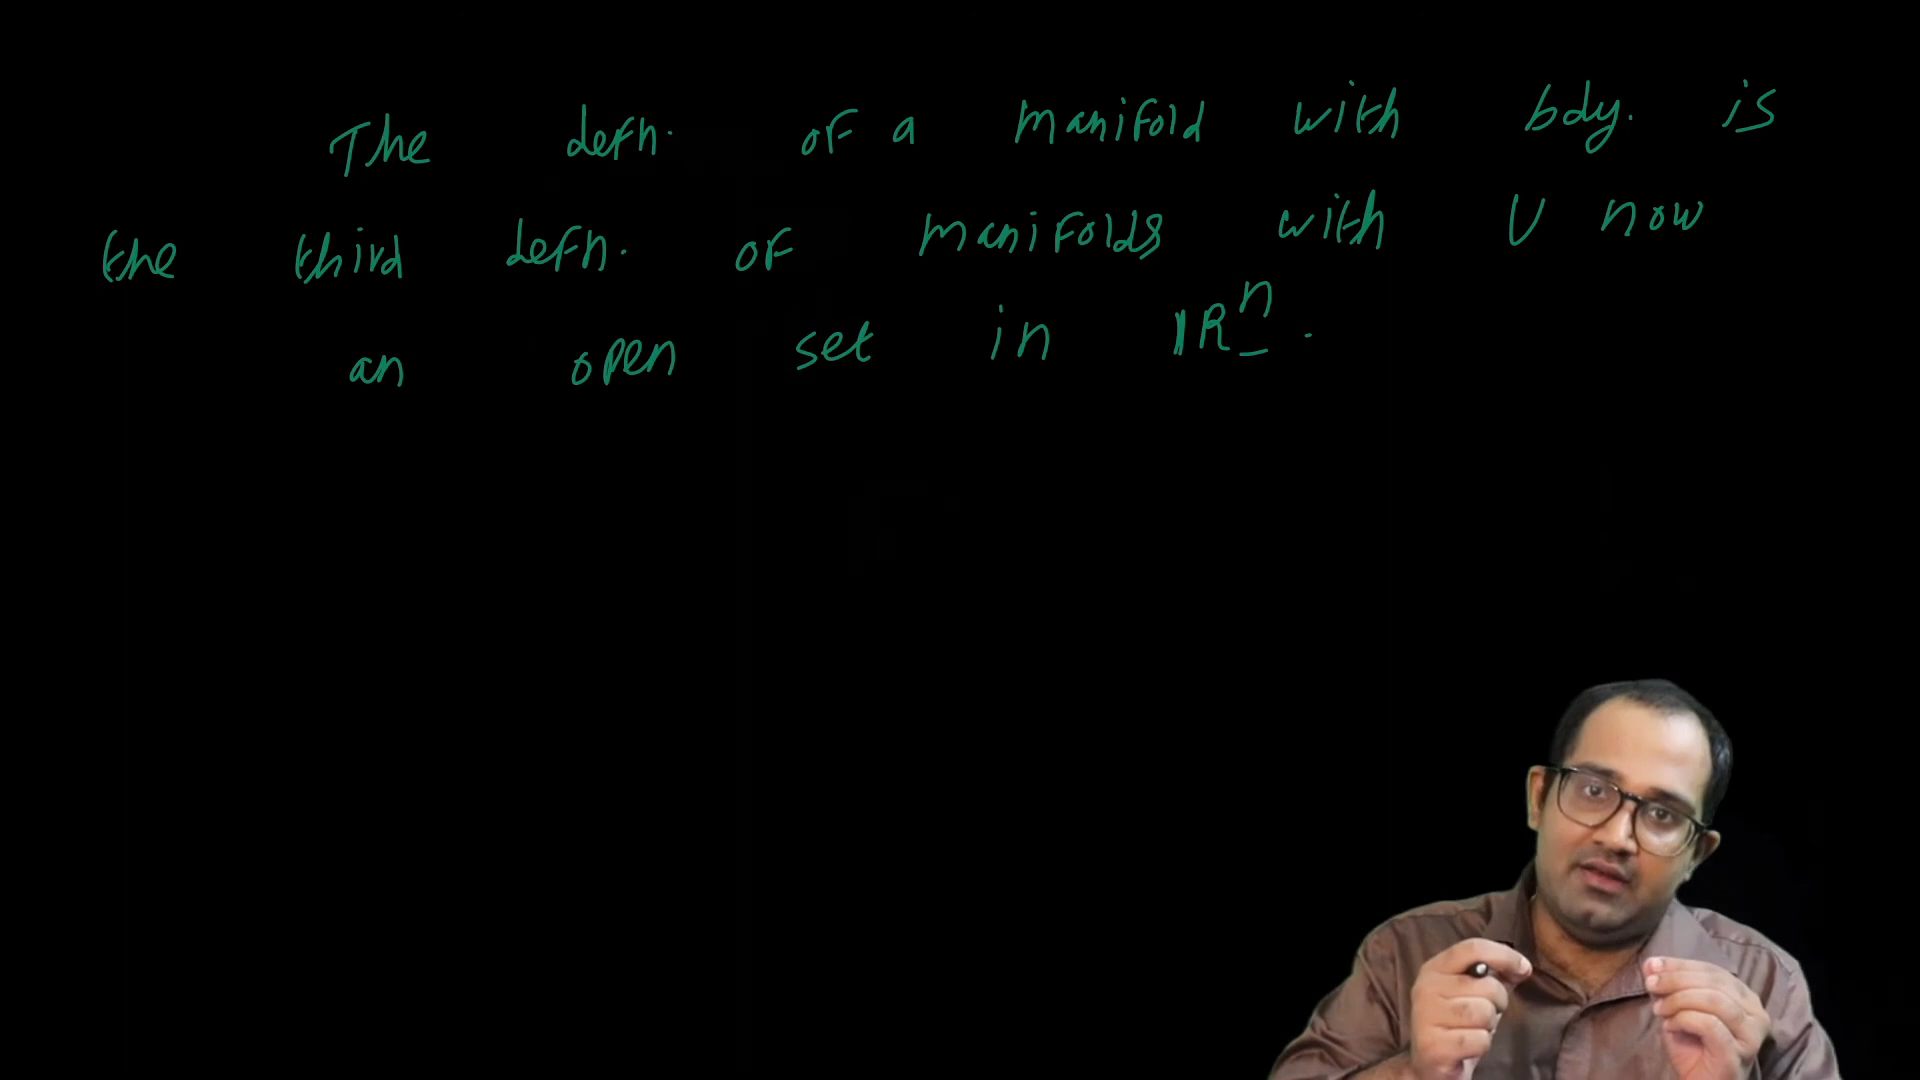 The defn. of a manifold with bdy. is
the third defn. of manifolds with U now
an open set in ℝⁿ₋.